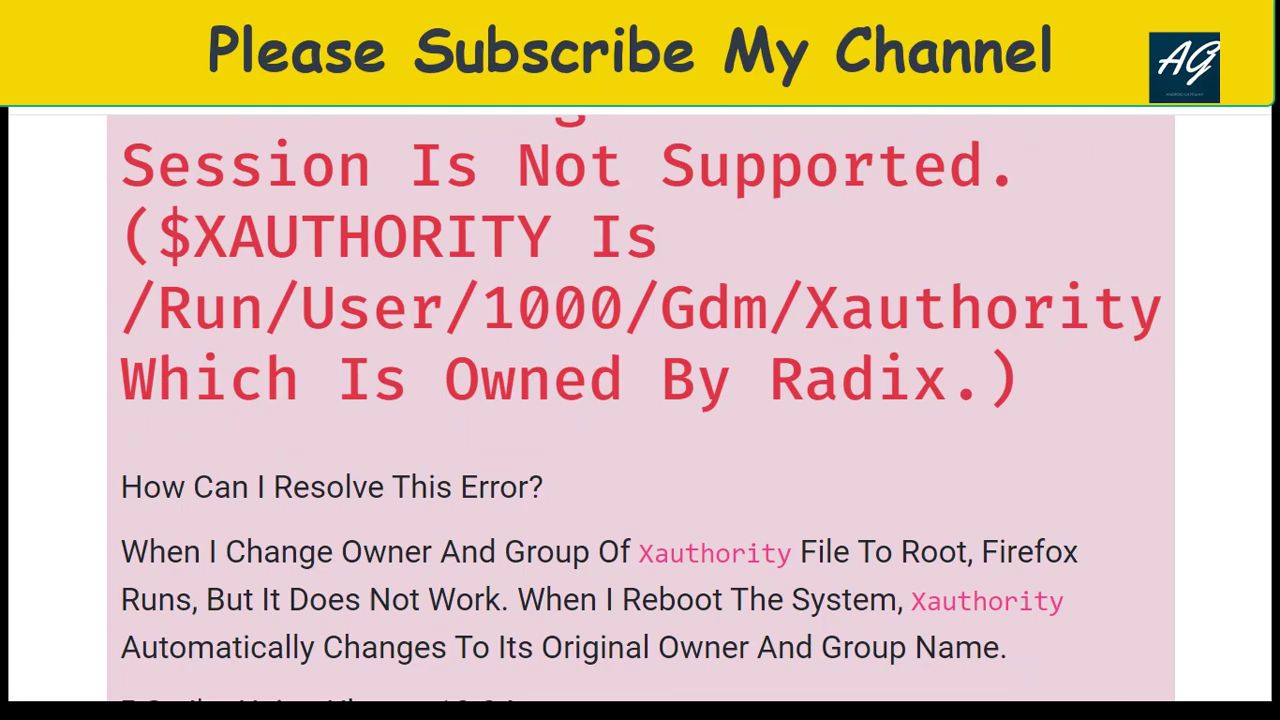 Please Subscribe My Channel
AG
Session Is Not Supported.
($XAUTHORITY Is
/Run/User/1000/Gdm/Xauthority
Which Is Owned By Radix.)
How Can I Resolve This Error?
When I Change Owner And Group Of Xauthority File To Root, Firefox
Runs, But It Does Not Work. When I Reboot The System, Xauthority
Automatically Changes To Its Original Owner And Group Name.